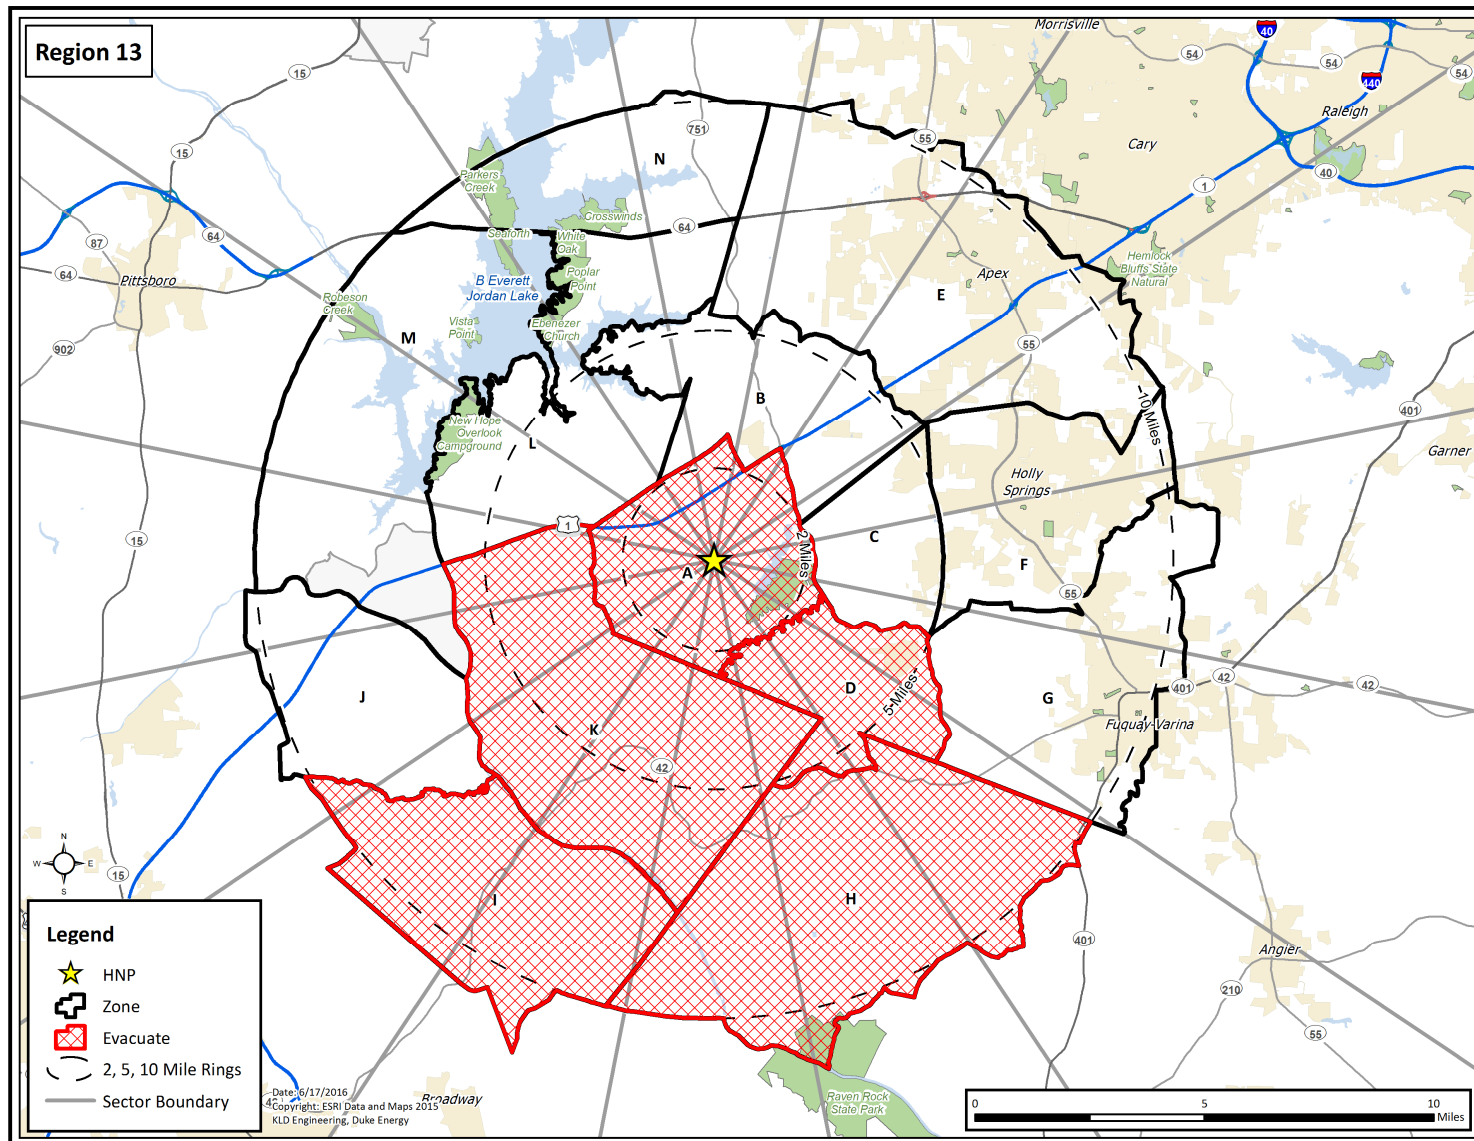 Region 13
Morrisville
40
54
54
54
440
15
Raleigh
751
55
Cary
15
N
40
Parkers
Creek
1
Crosswinds
64
Seaforth
White
Oak
64
87
64
Pittsboro
B Everett
Jordan Lake
Poplar
Point
Apex
E
Hemlock
Bluffs State
Natural
Robeson
Creek
Vista
Point
Ebenezer
Church
M
55
902
B
10 Miles
401
New Hope
Overlook
Campground
L
Garner
Holly
Springs
1
15
C
2 Miles
A
F
55
J
D
5-Miles
G
401
42
42
Fuquay-Varina
K
42
N
W
E
S
15
I
H
401
Angier
210
55
Legend
HNP
Zone
Evacuate
2, 5, 10 Mile Rings
Sector Boundary
Date: 6/17/2016
Copyright: ESRI Data and Maps 2015
KLD Engineering, Duke Energy
Broadway
Raven Rock
State Park
0
5
10
Miles